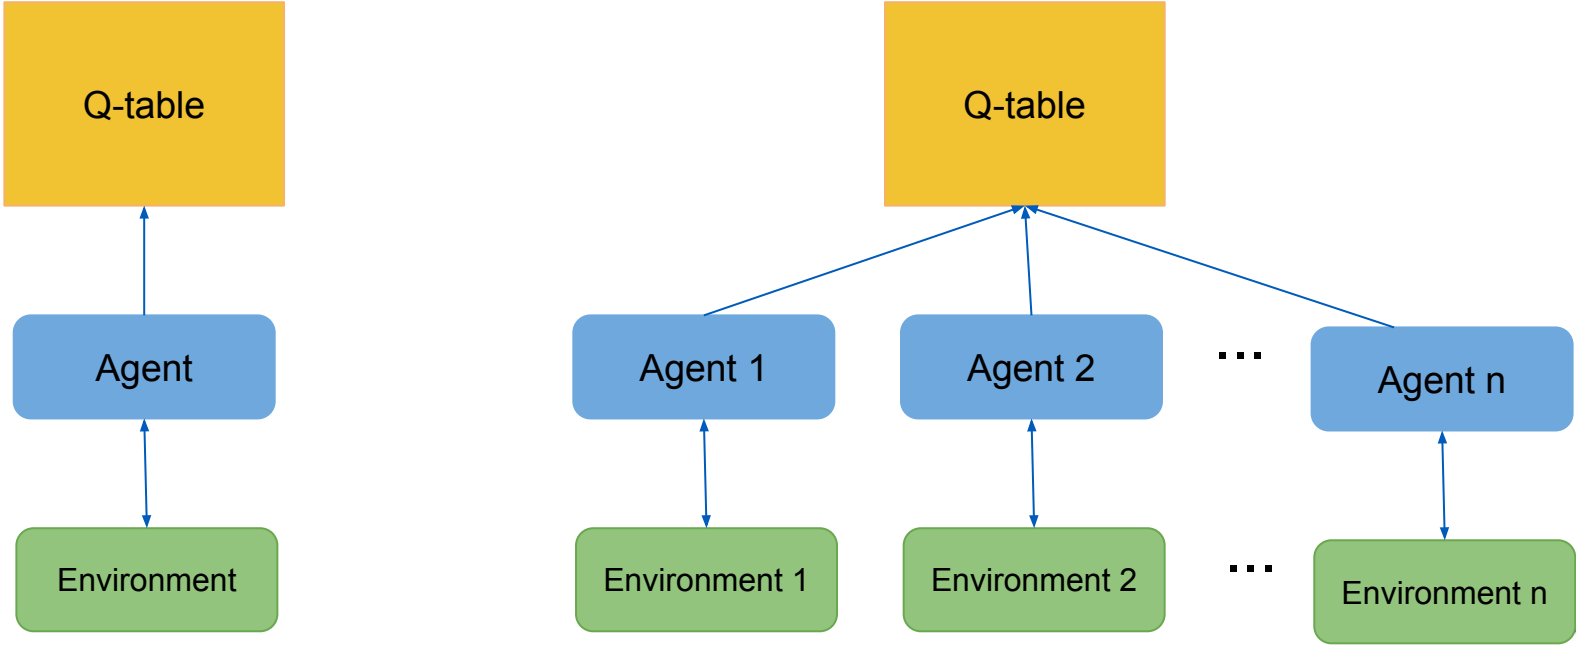 Q-table
Q-table
Agent
Agent 1
Agent 2
...
Agent n
Environment
Environment 1
Environment 2
...
Environment n